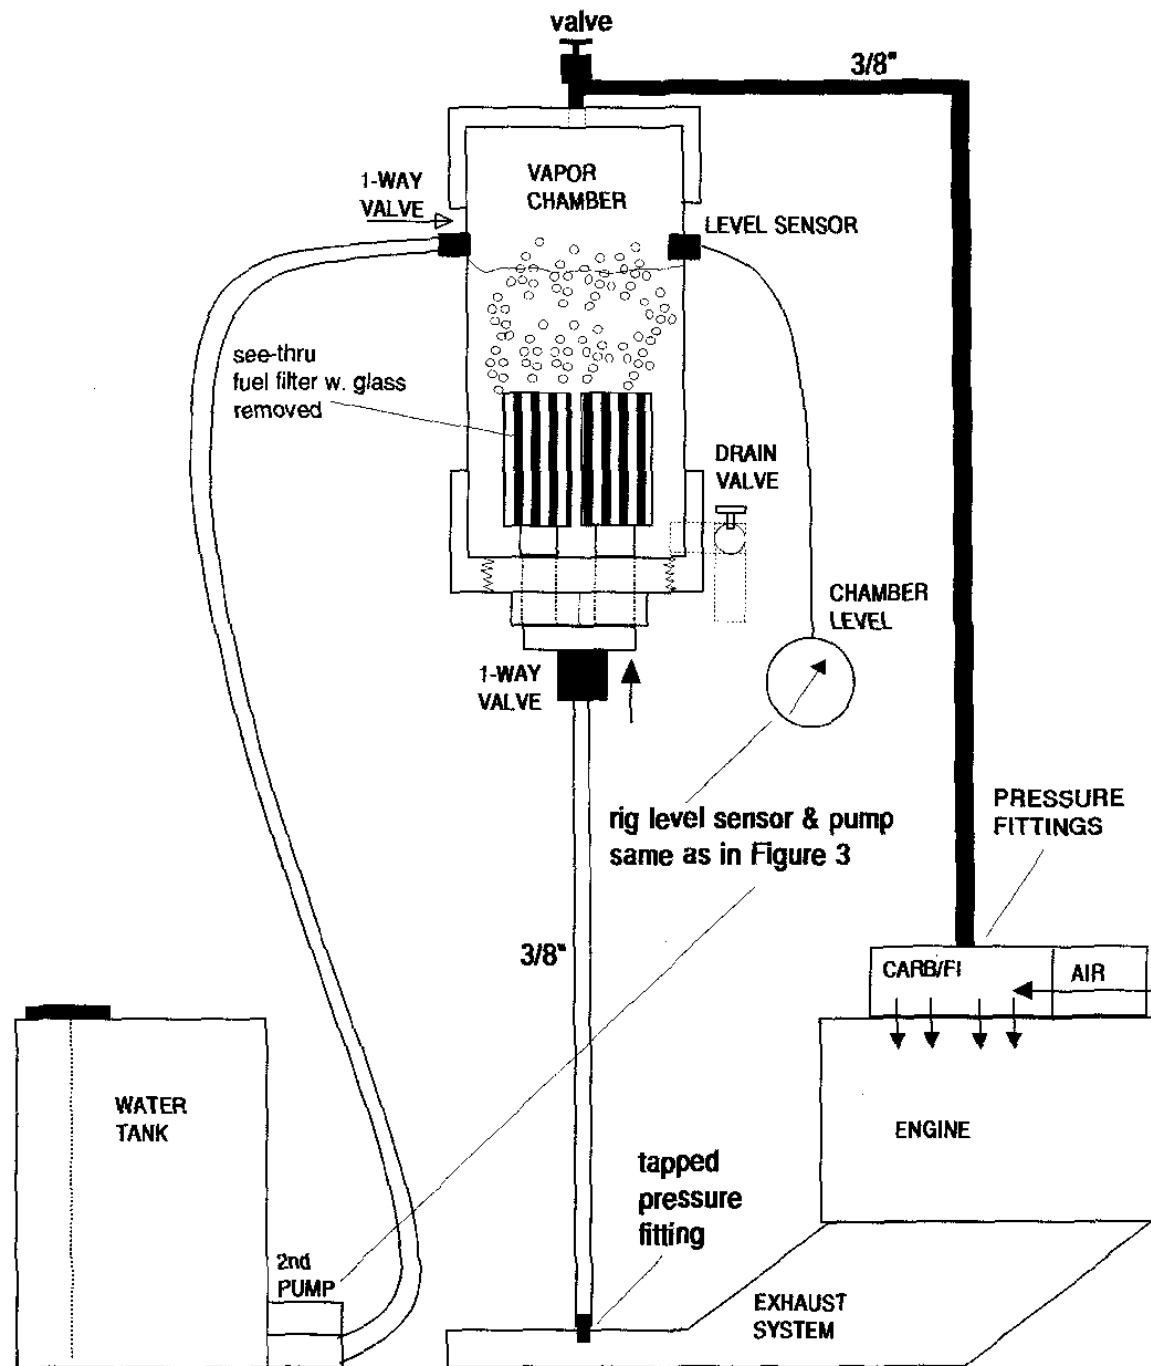 valve
3/8"
VAPOR
CHAMBER
1-WAY
VALVE
LEVEL SENSOR
see-thru
fuel filter w. glass
removed
DRAIN
VALVE
CHAMBER
LEVEL
1-WAY
VALVE
rig level sensor & pump
same as in Figure 3
PRESSURE
FITTINGS
3/8"
CARB/FI
AIR
WATER
TANK
ENGINE
tapped
pressure
fitting
2nd
PUMP
EXHAUST
SYSTEM